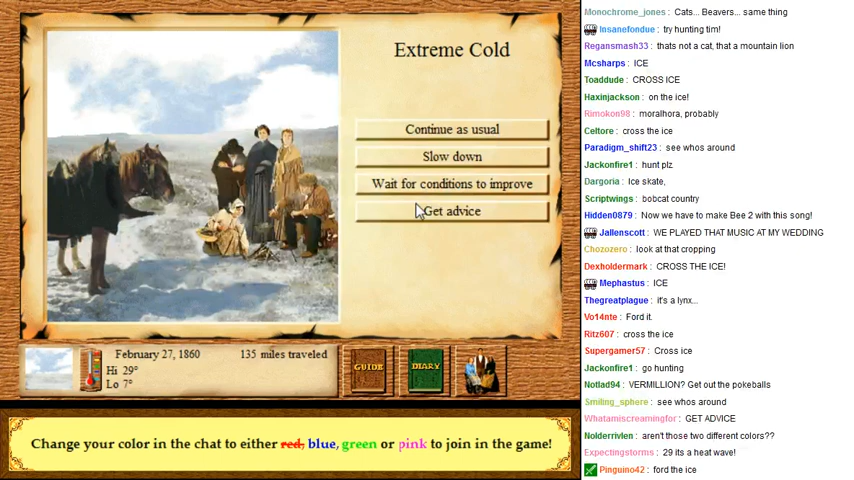 Extreme Cold
Continue as usual
Slow down
Wait for conditions to improve
Get advice
February 27, 1860
135 miles traveled
Hi 29°
Lo 7°
GUIDE
DIARY
Change your color in the chat to either red, blue, green or pink to join in the game!
Monochrome_jones : Cats... Beavers... same thing
Insanefondue : try hunting tim!
Regansmash33 : thats not a cat, that a mountain lion
Mcsharps : ICE
Toaddude : CROSS ICE
Haxinjackson : on the ice!
Rimokon98 : moralhora, probably
Celtore : cross the ice
Paradigm_shift23 : see whos around
Jackonfire1 : hunt plz
Dargoria : Ice skate,
Scriptwings : bobcat country
Hidden0879 : Now we have to make Bee 2 with this song!
Jallenscott : WE PLAYED THAT MUSIC AT MY WEDDING
Chozozero : look at that cropping
Dexholdermark : CROSS THE ICE!
Mephastus : ICE
Thegreatplague : it's a lynx...
Vo14nte : Ford it.
Ritz607 : cross the ice
Supergamer57 : Cross ice
Jackonfire1 : go hunting
Notlad94 : VERMILLION? Get out the pokeballs
Smiling_sphere : see whos around
Whatamiscreamingfor : GET ADVICE
Nolderrivlen : aren't those two different colors??
Expectingstorms : 29 its a heat wave!
Pinguino42 : ford the ice